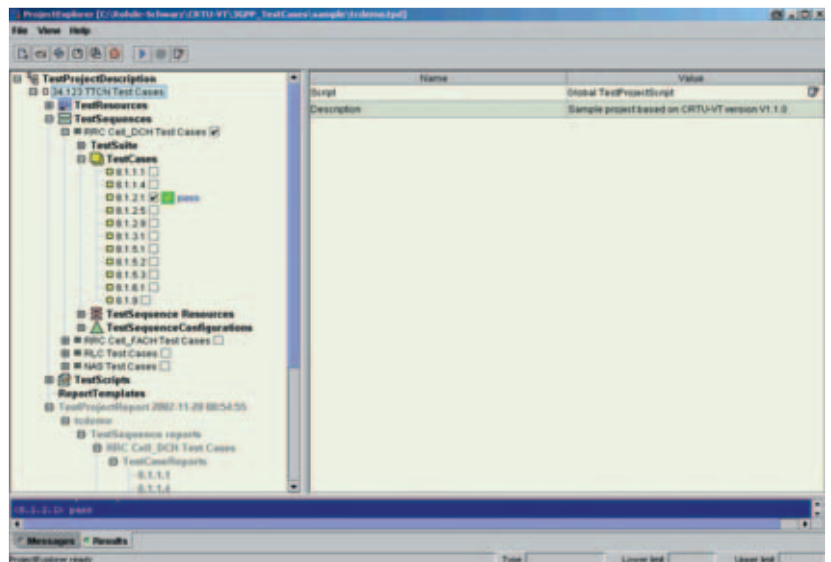 ProjectExplorer [C:/Rohde-Schwarz/CRTU-VT/3GPP_TestCases/sample/tcdemo.tpd]
File View Help
Name Value
TestProjectDescription
34.123 TTCN Test Cases
Script Global TestProjectScript
TestResources
Description Sample project based on CRTU-VT version V1.1.0
TestSequences
RRC Cell_DCH Test Cases
TestSuite
TestCases
8.1.1.1
8.1.1.4
8.1.2.1 pass
8.1.2.5
8.1.2.9
8.1.3.1
8.1.5.1
8.1.5.2
8.1.5.3
8.1.6.1
8.1.9
TestSequence Resources
TestSequenceConfigurations
RRC Cell_FACH Test Cases
RLC Test Cases
NAS Test Cases
TestScripts
ReportTemplates
TestProjectReport 2002-11-20 08:54:55
tcdemo
TestSequence reports
RRC Cell_DCH Test Cases
TestCaseReports
8.1.1.1
8.1.1.4
pass
Messages Results
ProjectExplorer ready Type Lower limit Upper limit